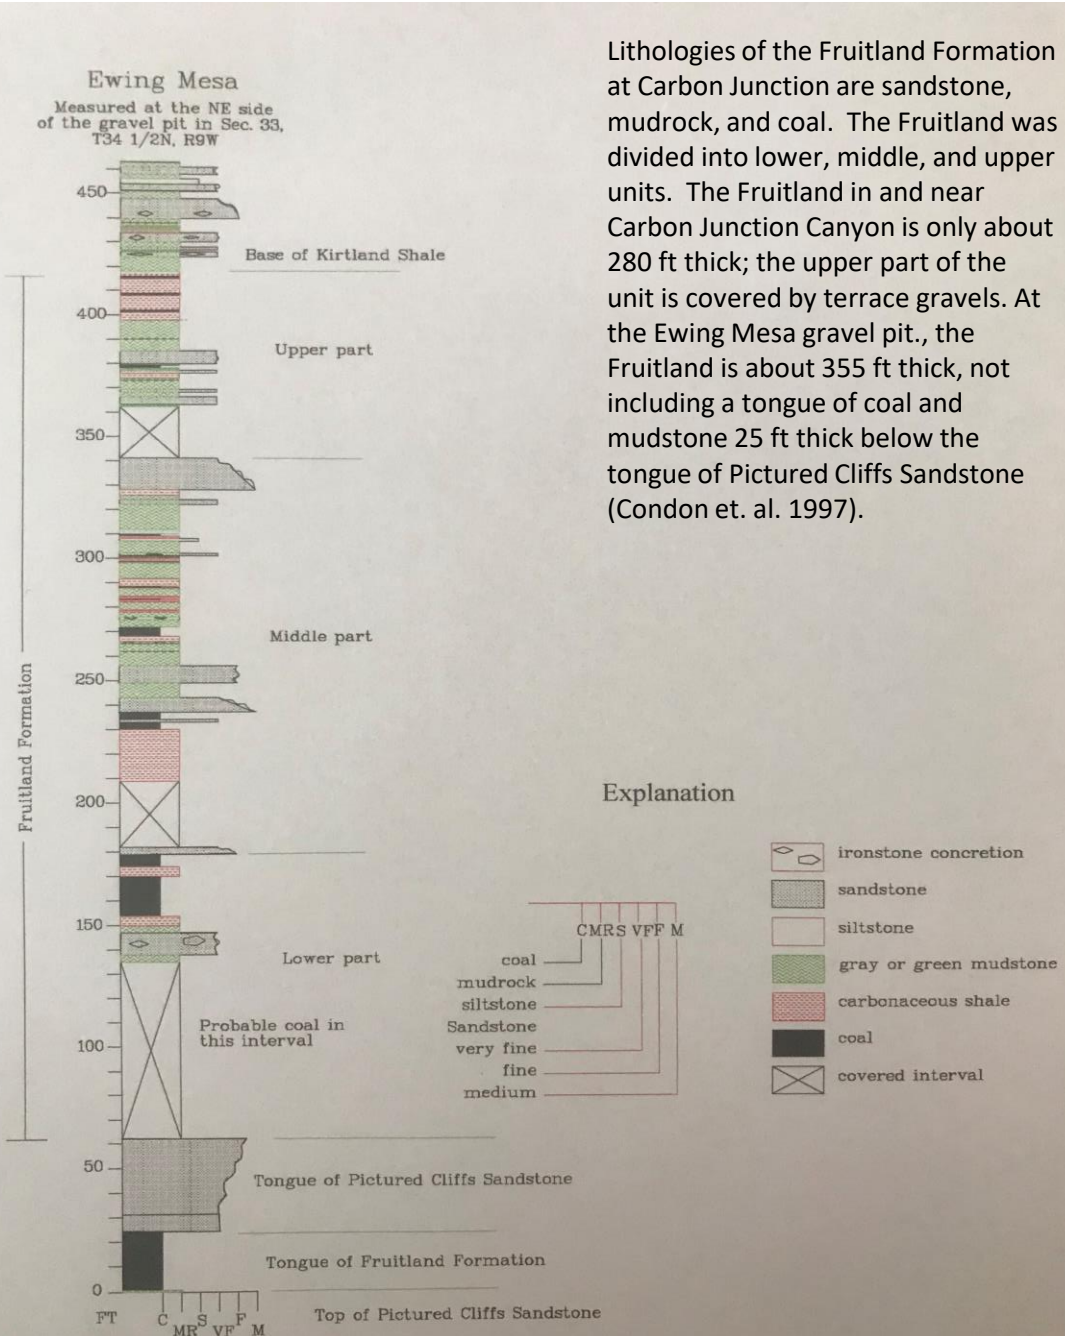 Ewing Mesa
Measured at the NE side
of the gravel pit in Sec. 33,
T34 1/2N, R9W
Lithologies of the Fruitland Formation
at Carbon Junction are sandstone,
mudrock, and coal.  The Fruitland was
divided into lower, middle, and upper
units.  The Fruitland in and near
Carbon Junction Canyon is only about
280 ft thick; the upper part of the
unit is covered by terrace gravels. At
the Ewing Mesa gravel pit., the
Fruitland is about 355 ft thick, not
including a tongue of coal and
mudstone 25 ft thick below the
tongue of Pictured Cliffs Sandstone
(Condon et. al. 1997).
450
Base of Kirtland Shale
400
Upper part
350
300
Middle part
250
Fruitland Formation
200
150
Lower part
Probable coal in
this interval
100
50
Tongue of Pictured Cliffs Sandstone
Tongue of Fruitland Formation
0
FT
C MR S VF F M
Top of Pictured Cliffs Sandstone
Explanation
CMRS VFF M
coal
mudrock
siltstone
Sandstone
very fine
fine
medium
ironstone concretion
sandstone
siltstone
gray or green mudstone
carbonaceous shale
coal
covered interval